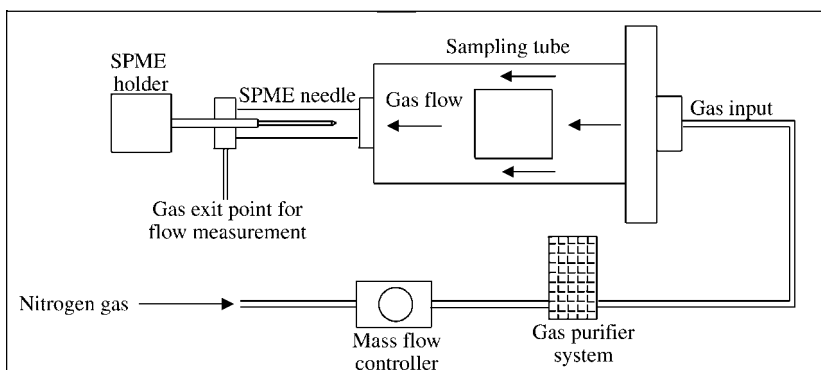 Sampling tube
SPME
holder
SPME needle
Gas flow
Gas input
Gas exit point for
flow measurement
Nitrogen gas
Mass flow
controller
Gas purifier
system